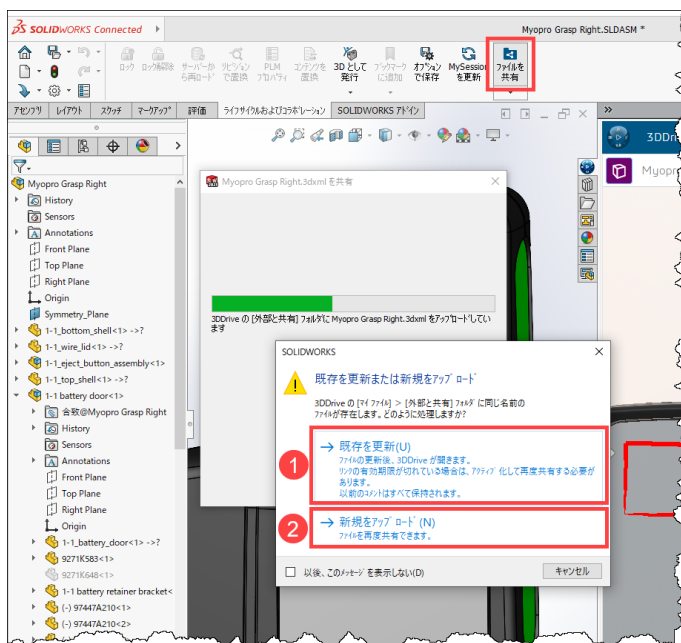 SOLIDWORKS Connected
Myopro Grasp Right.SLDASM *
ロック
ロック解除
サーバーから再ロード
リビジョンで置換
PLM プロパティ
コンテンツを置換
3D として発行
ブックマークに追加
オプションで保存
MySession を更新
ファイルを共有
アセンブリ
レイアウト
スケッチ
マークアップ
評価
ライフサイクルおよびコラボレーション
SOLIDWORKS アドイン
3DDri
Myopr
Myopro Grasp Right
History
Sensors
Annotations
Front Plane
Top Plane
Right Plane
Origin
Symmetry_Plane
1-1_bottom_shell<1> ->?
1-1_wire_lid<1> ->?
1-1_eject_button_assembly<1>
1-1_top_shell<1> ->?
1-1 battery door<1>
合致@Myopro Grasp Right
History
Sensors
Annotations
Front Plane
Top Plane
Right Plane
Origin
1-1_battery_door<1> ->?
9271K583<1>
9271K648<1>
1-1 battery retainer bracket<
(-) 97447A210<1>
(-) 97447A210<2>
Myopro Grasp Right.3dxml を共有
3DDrive の [外部と共有] フォルダに Myopro Grasp Right.3dxml をアップロードしてい
ます
SOLIDWORKS
既存を更新または新規をアップロード
3DDrive の [マイ ファイル] > [外部と共有] フォルダ に同じ名前の
ファイルが存在します。どのように処理しますか?
1
→ 既存を更新(U)
ファイルの更新後、3DDrive が開きます。
リンクの有効期限が切れている場合は、アクティブ化して再度共有する必要が
あります。
以前のコメントはすべて保持されます。
2
→ 新規をアップロード(N)
ファイルを再度共有できます。
以後、このメッセージを表示しない(D)
キャンセル